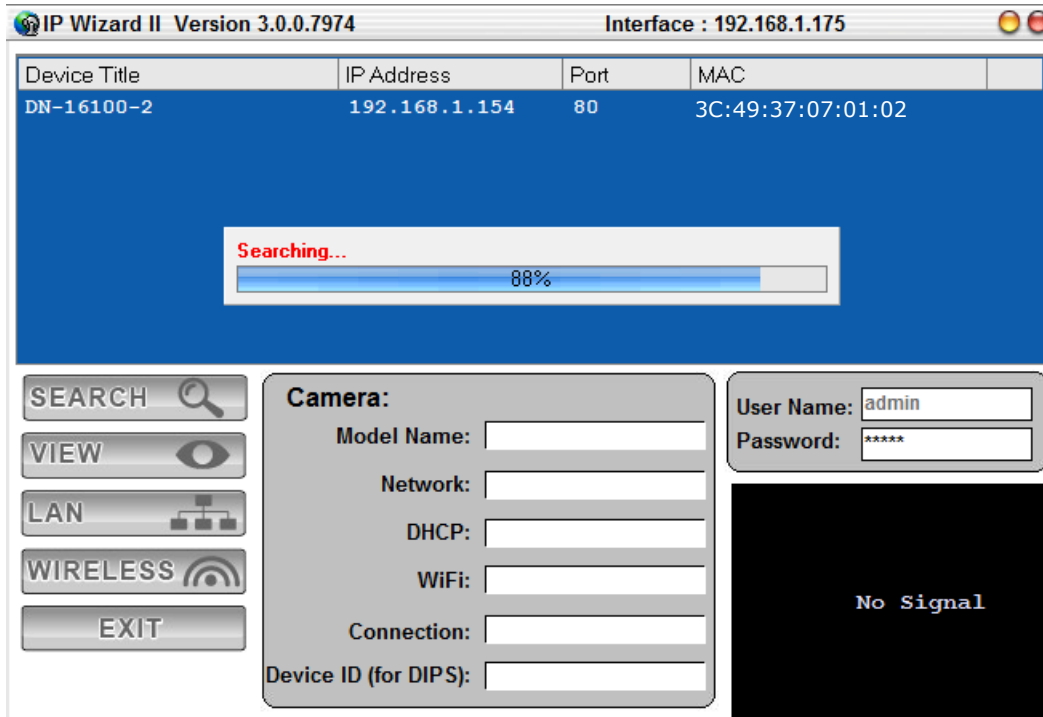 IP Wizard II Version 3.0.0.7974 Interface : 192.168.1.175
Device Title IP Address Port MAC
DN-16100-2 192.168.1.154 80 3C:49:37:07:01:02
Searching...
88%
SEARCH
VIEW
LAN
WIRELESS
EXIT
Camera:
Model Name:
Network:
DHCP:
WiFi:
Connection:
Device ID (for DIPS):
User Name: admin
Password: *****
No Signal